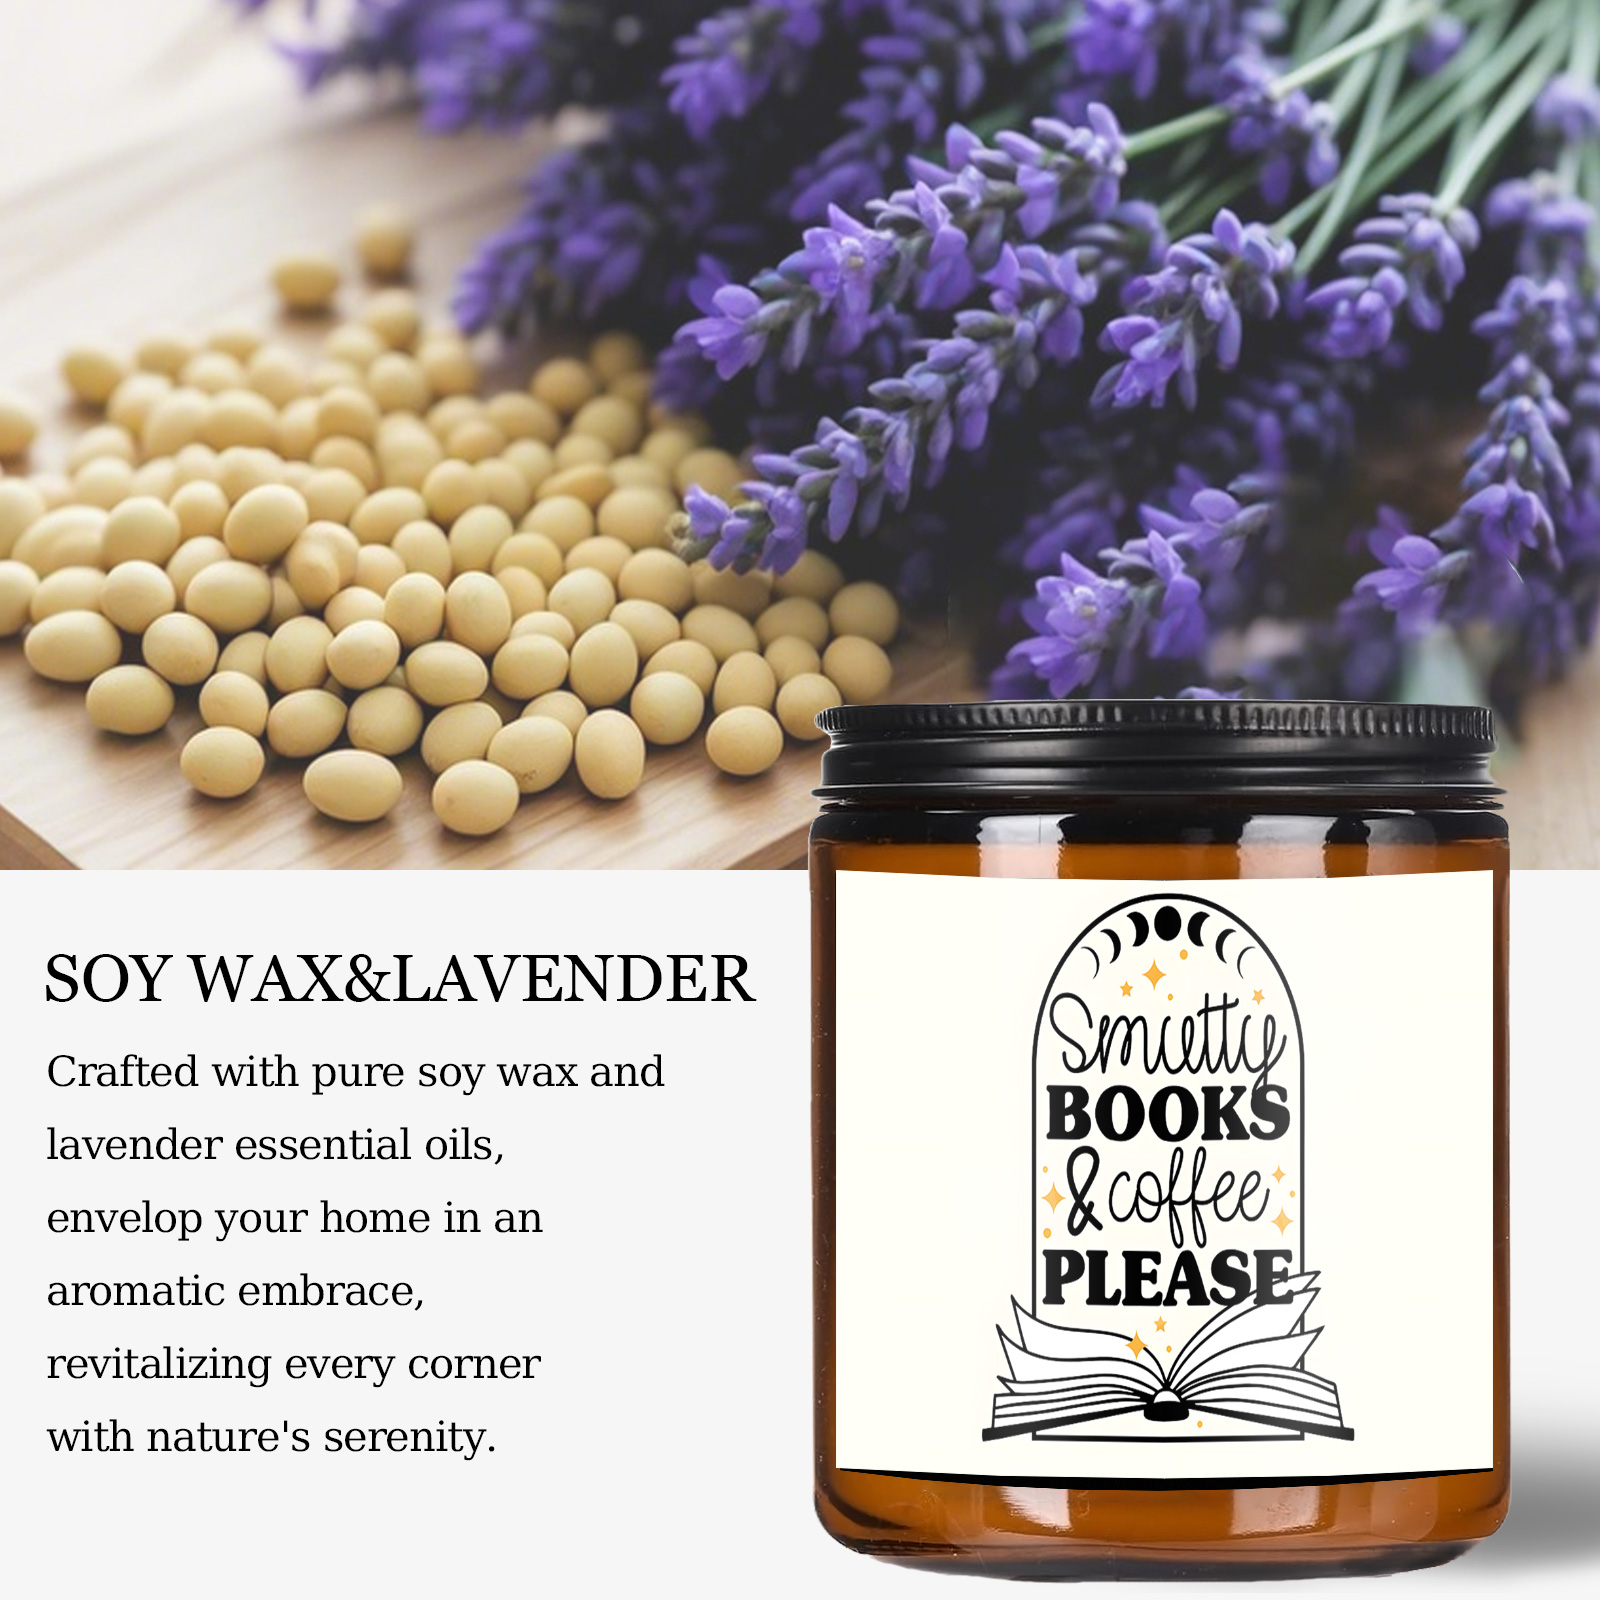 SOY WAX&LAVENDER
Crafted with pure soy wax and
lavender essential oils,
envelop your home in an
aromatic embrace,
revitalizing every corner
with nature's serenity.
Smutty
BOOKS
& coffee
PLEASE